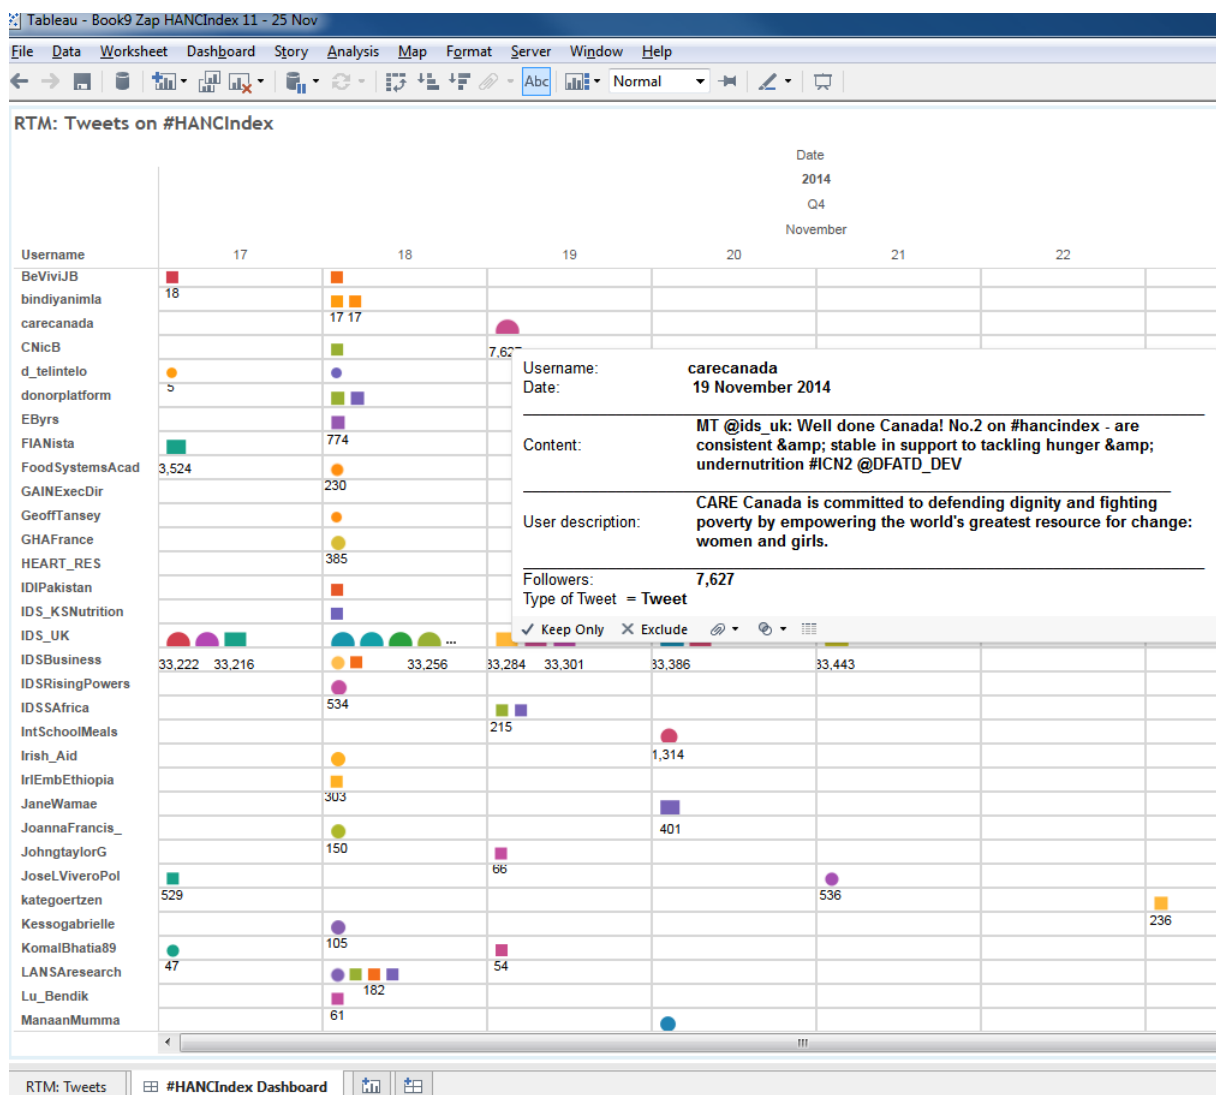 Tableau - Book9 Zap HANCIndex 11 - 25 Nov
File Data Worksheet Dashboard Story Analysis Map Format Server Window Help
Abc Normal
RTM: Tweets on #HANCIndex
Date
2014
Q4
November
Username 17 18 19 20 21 22
BeViviJB
18
bindiyanimla
17 17
carecanada
7,627
CNicB
d_telintelo
5
donorplatform
EByrs
774
FIANista
3,524
FoodSystemsAcad
230
GAINExecDir
GeoffTansey
GHAFrance
385
HEART_RES
IDIPakistan
IDS_KSNutrition
IDS_UK
...
33,222 33,216 33,256 33,284 33,301 33,386 33,443
IDSBusiness
IDSRisingPowers
534
IDSSAfrica
215
IntSchoolMeals
1,314
Irish_Aid
IrlEmbEthiopia
303
JaneWamae
401
JoannaFrancis_
150
JohngtaylorG
66
JoseLViveroPol
529 536
kategoertzen
236
Kessogabrielle
105
KomalBhatia89
47 54
LANSAresearch
182
Lu_Bendik
61
ManaanMumma
Username: carecanada
Date: 19 November 2014
Content: MT @ids_uk: Well done Canada! No.2 on #hancindex - are
consistent &amp; stable in support to tackling hunger &amp;
undernutrition #ICN2 @DFATD_DEV
User description: CARE Canada is committed to defending dignity and fighting
poverty by empowering the world's greatest resource for change:
women and girls.
Followers: 7,627
Type of Tweet = Tweet
Keep Only Exclude
RTM: Tweets #HANCIndex Dashboard